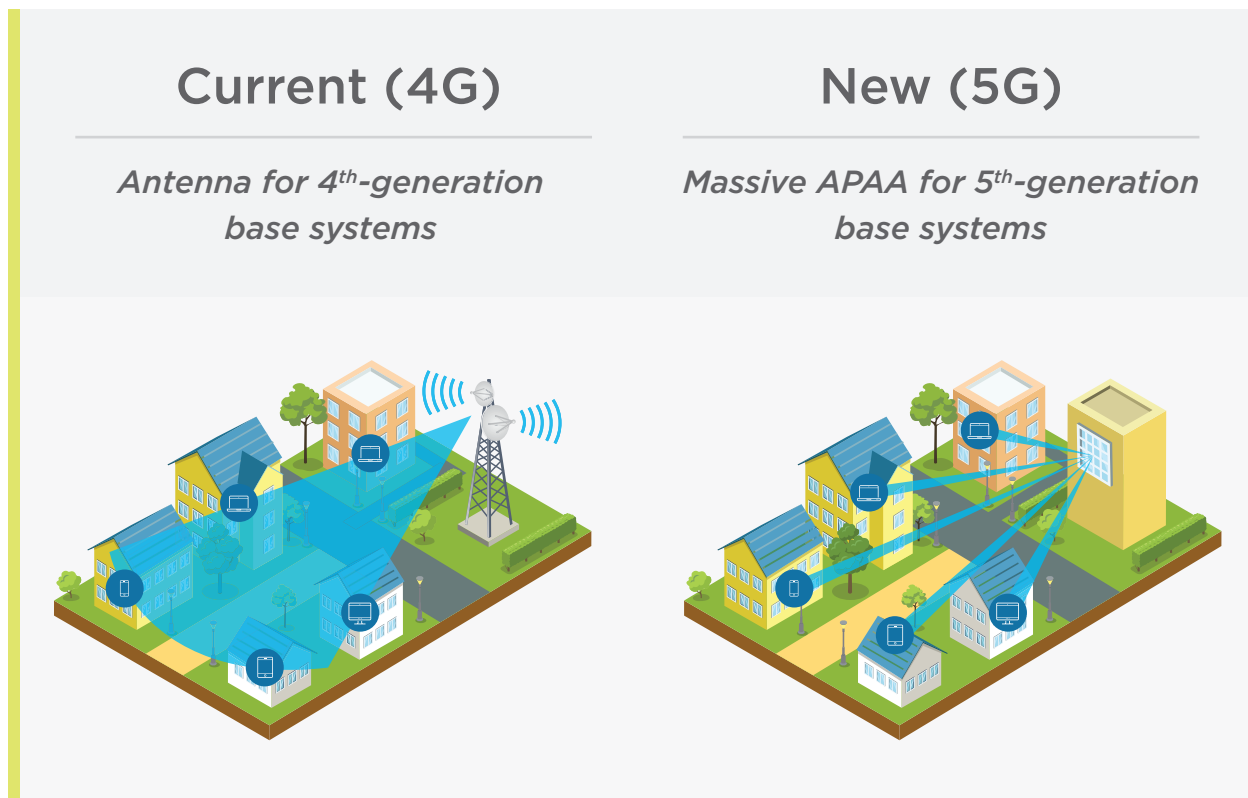 Current (4G)
Antenna for 4th-generation
base systems
New (5G)
Massive APAA for 5th-generation
base systems